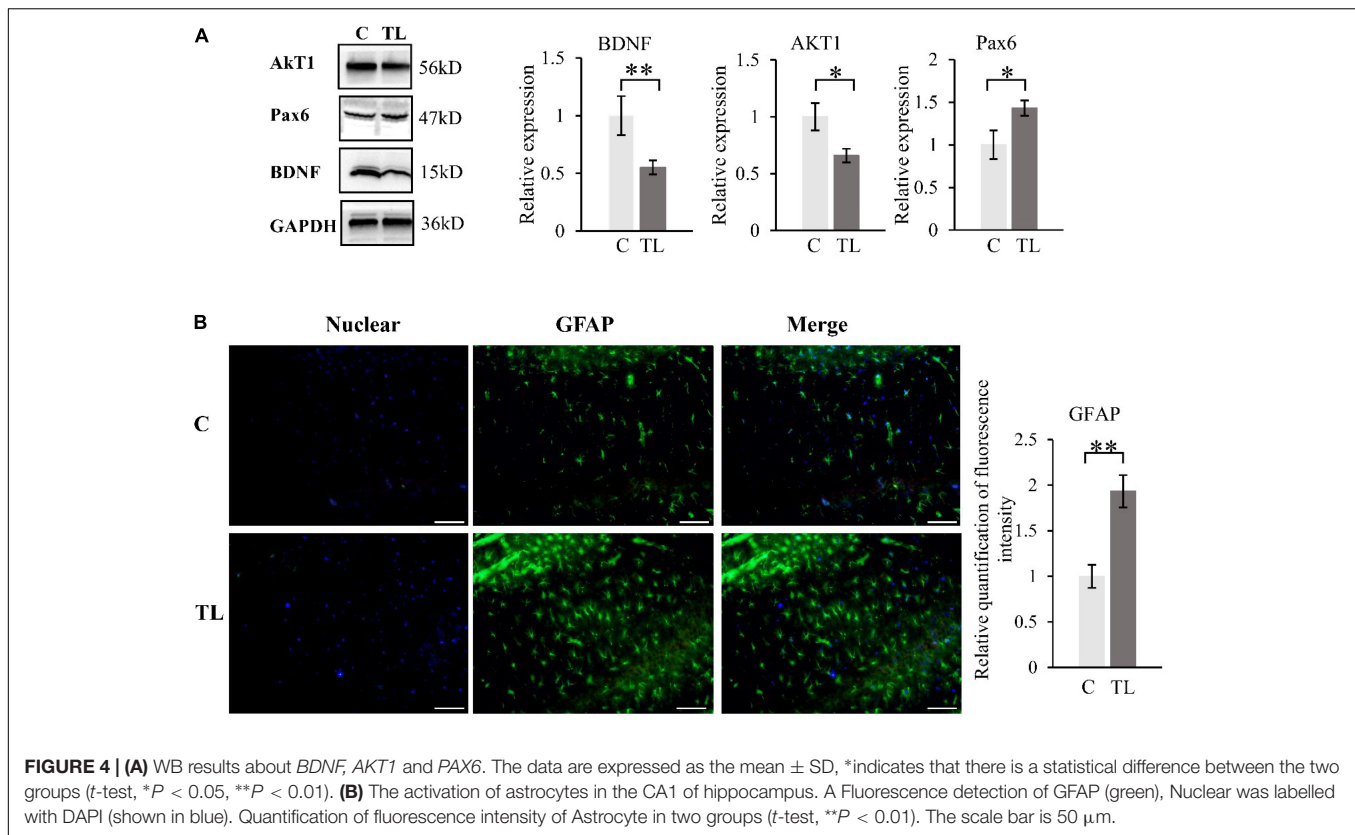 A
C TL
AkT1 56kD
Pax6 47kD
BDNF 15kD
GAPDH 36kD
BDNF
Relative expression
1.5
1
0.5
0
**
C TL
AKT1
Relative expression
1.5
1
0.5
0
*
C TL
Pax6
Relative expression
2
1.5
1
0.5
0
*
C TL
B
Nuclear GFAP Merge
C
TL
GFAP
Relative quantification of fluorescence
intensity
2.5
2
1.5
1
0.5
0
**
C TL
FIGURE 4 | (A) WB results about BDNF, AKT1 and PAX6. The data are expressed as the mean ± SD, *indicates that there is a statistical difference between the two
groups (t-test, *P < 0.05, **P < 0.01). (B) The activation of astrocytes in the CA1 of hippocampus. A Fluorescence detection of GFAP (green), Nuclear was labelled
with DAPI (shown in blue). Quantification of fluorescence intensity of Astrocyte in two groups (t-test, **P < 0.01). The scale bar is 50 μm.